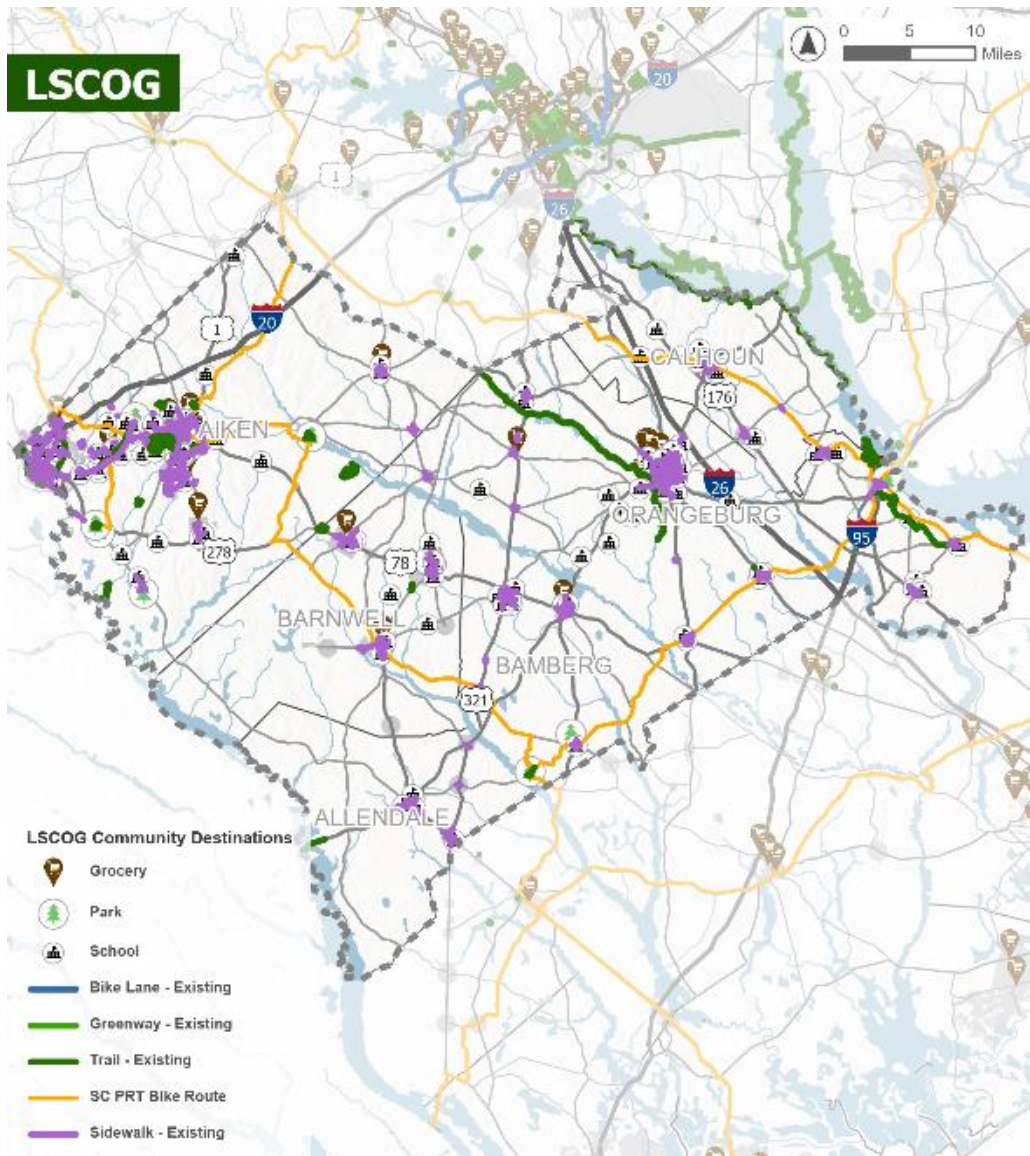 LSCOG
0 5 10
Miles
20
1
26
1
20
CALHOUN
176
AIKEN
26
ORANGEBURG
95
278
78
BARNWELL
BAMBERG
321
ALLENDALE
LSCOG Community Destinations
Grocery
Park
School
Bike Lane - Existing
Greenway - Existing
Trail - Existing
SC PRT Bike Route
Sidewalk - Existing